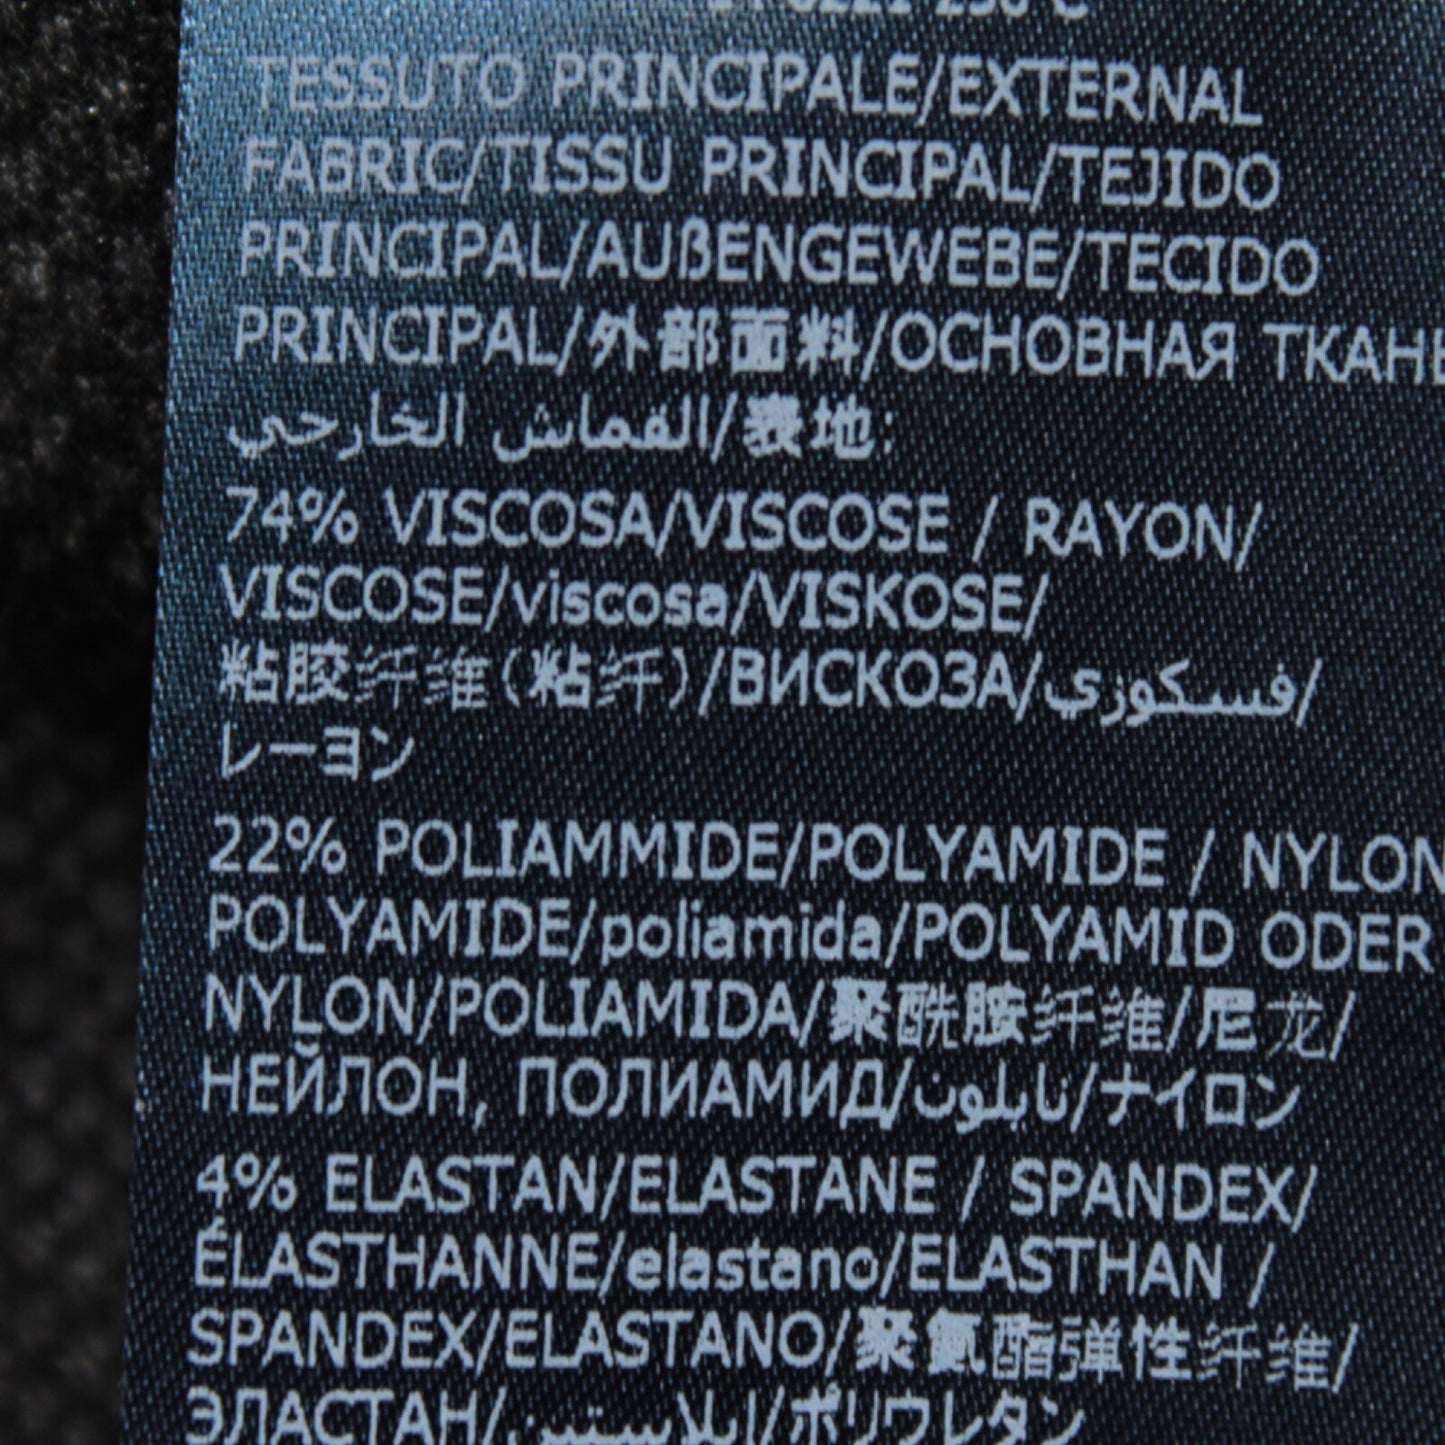 TESSUTO PRINCIPALE/EXTERNAL
FABRIC/TISSU PRINCIPAL/TEJIDO
PRINCIPAL/AUßENGEWEBE/TECIDO
PRINCIPAL/外部面料/ОСНОВНАЯ ТКАНЬ
القماش الخارجي/表地:
74% VISCOSA/VISCOSE / RAYON/
VISCOSE/viscosa/VISKOSE/
粘胶纤维(粘纤)/ВИСКОЗА/فسكوزي/
レーヨン
22% POLIAMMIDE/POLYAMIDE / NYLON
POLYAMIDE/poliamida/POLYAMID ODER
NYLON/POLIAMIDA/聚酰胺纤维/尼龙/
НЕЙЛОН, ПОЛИАМИД/نايلون/ナイロン
4% ELASTAN/ELASTANE / SPANDEX/
ÉLASTHANNE/elastano/ELASTHAN /
SPANDEX/ELASTANO/聚氨酯弹性纤维/
ЭЛАСТАН/إيلاستين/ポリウレタン